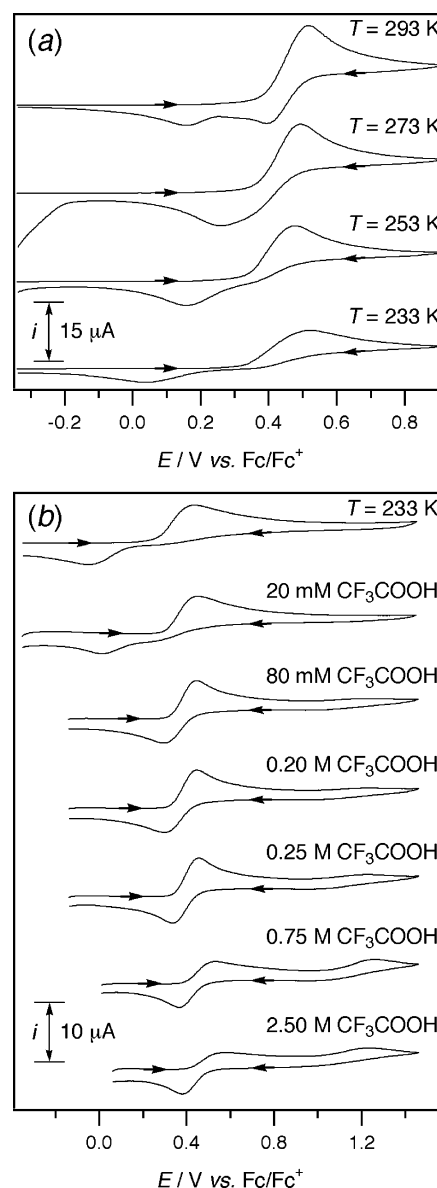 (a)
T = 293 K
T = 273 K
T = 253 K
i 15 µA
T = 233 K
-0.2 0.0 0.2 0.4 0.6 0.8
E / V vs. Fc/Fc⁺
(b)
T = 233 K
20 mM CF₃COOH
80 mM CF₃COOH
0.20 M CF₃COOH
0.25 M CF₃COOH
0.75 M CF₃COOH
i 10 µA
2.50 M CF₃COOH
0.0 0.4 0.8 1.2
E / V vs. Fc/Fc⁺